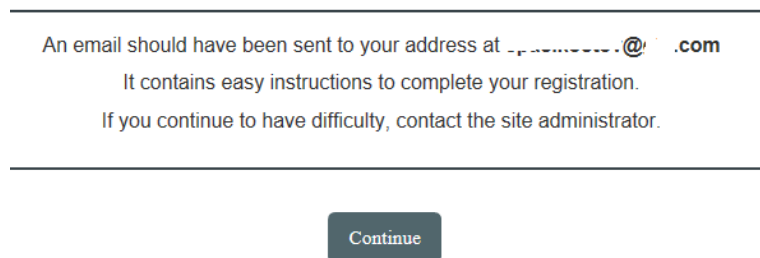 An email should have been sent to your address at @ .com
It contains easy instructions to complete your registration.
If you continue to have difficulty, contact the site administrator.
Continue